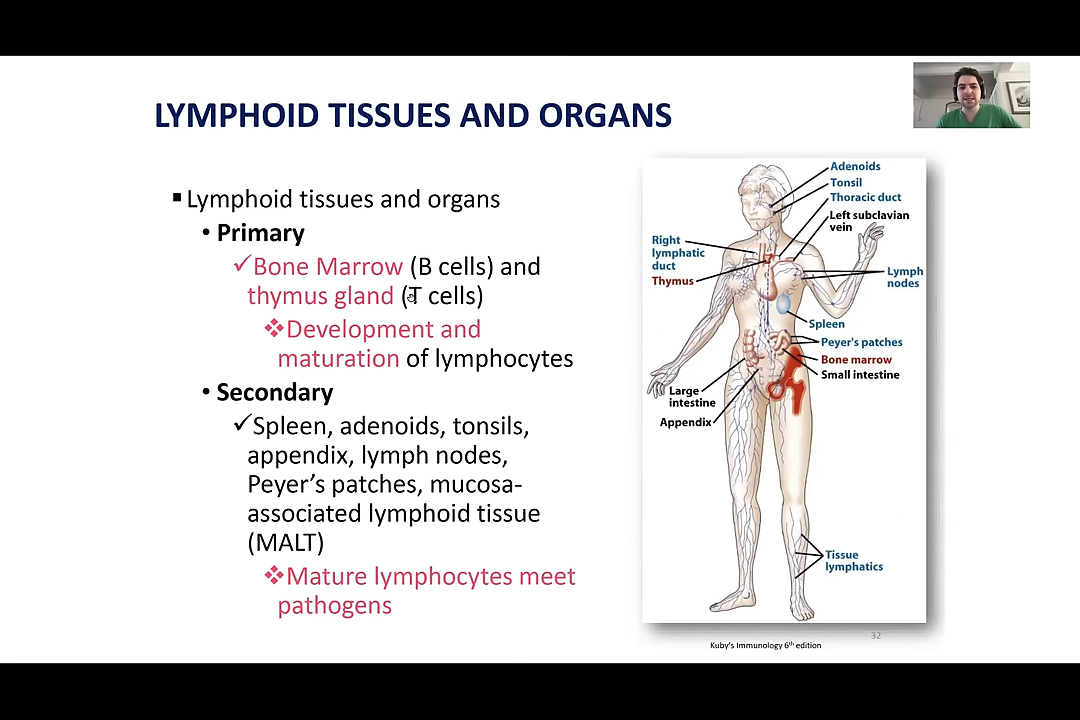 LYMPHOID TISSUES AND ORGANS
▪Lymphoid tissues and organs
• Primary
✓Bone Marrow (B cells) and
thymus gland (T cells)
❖Development and
maturation of lymphocytes
• Secondary
✓Spleen, adenoids, tonsils,
appendix, lymph nodes,
Peyer’s patches, mucosa-
associated lymphoid tissue
(MALT)
❖Mature lymphocytes meet
pathogens
Adenoids
Tonsil
Thoracic duct
Left subclavian
vein
Right
lymphatic
duct
Thymus
Lymph
nodes
Spleen
Peyer's patches
Bone marrow
Small intestine
Large
intestine
Appendix
Tissue
lymphatics
32
Kuby’s Immunology 6th edition